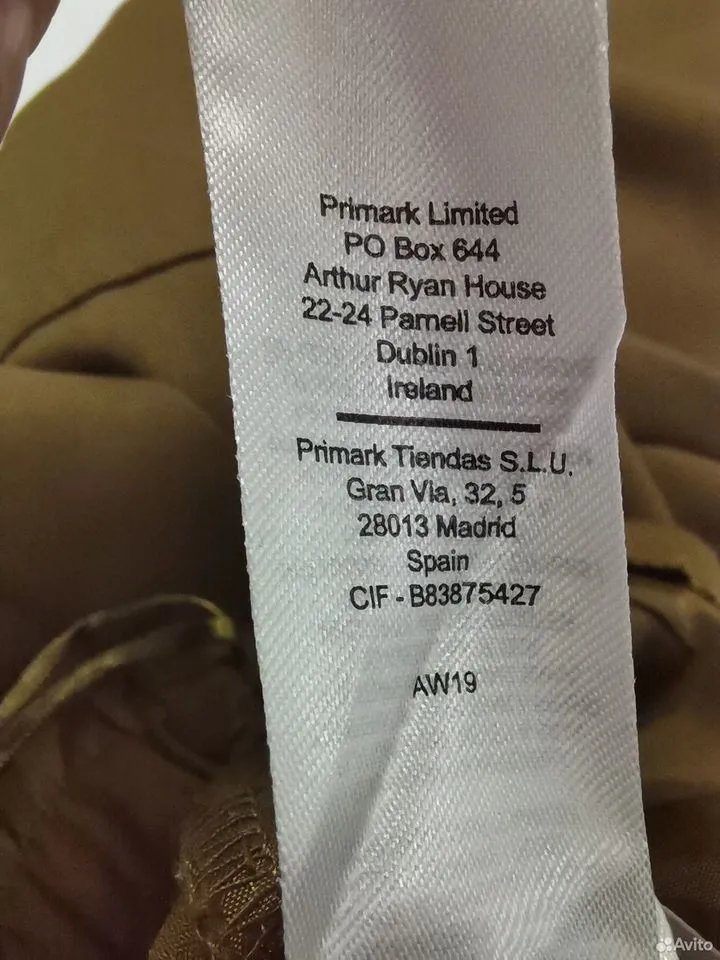 Primark Limited
PO Box 644
Arthur Ryan House
22-24 Parnell Street
Dublin 1
Ireland
Primark Tiendas S.L.U.
Gran Via, 32, 5
28013 Madrid
Spain
CIF - B83875427
AW19
Avito